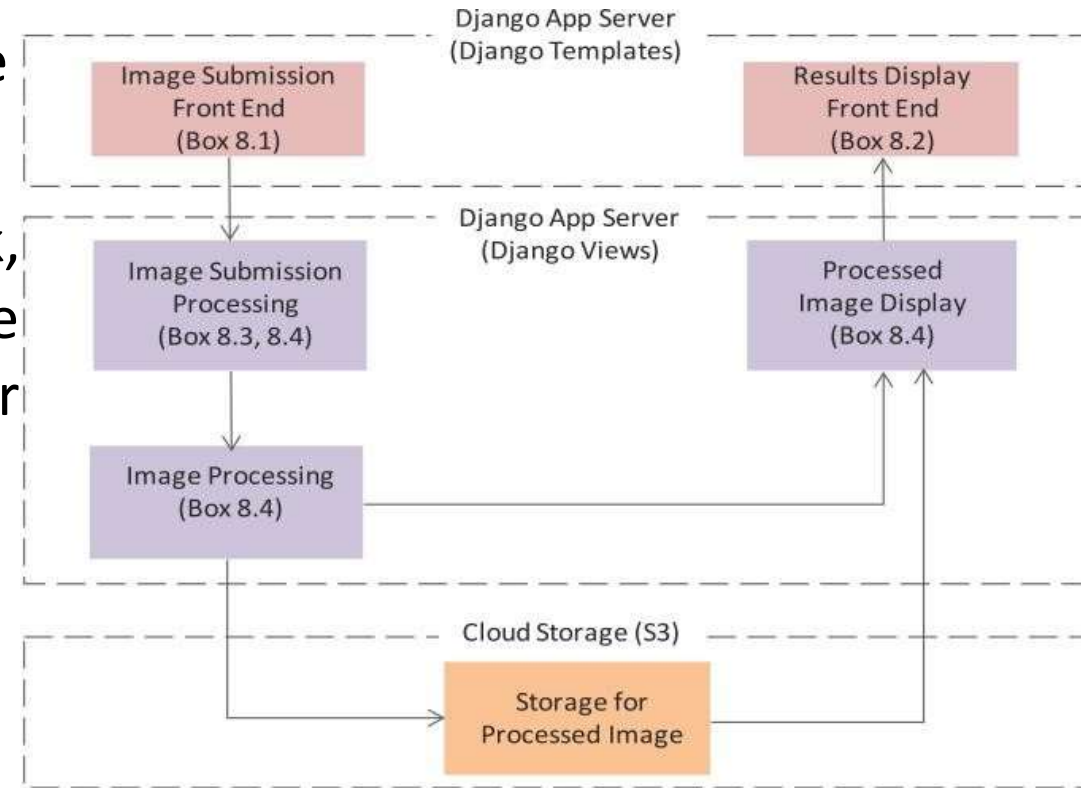 Django App Server
(Django Templates)
Image Submission
Front End
(Box 8.1)
Results Display
Front End
(Box 8.2)
Django App Server
(Django Views)
Image Submission
Processing
(Box 8.3, 8.4)
Processed
Image Display
(Box 8.4)
Image Processing
(Box 8.4)
Cloud Storage (S3)
Storage for
Processed Image